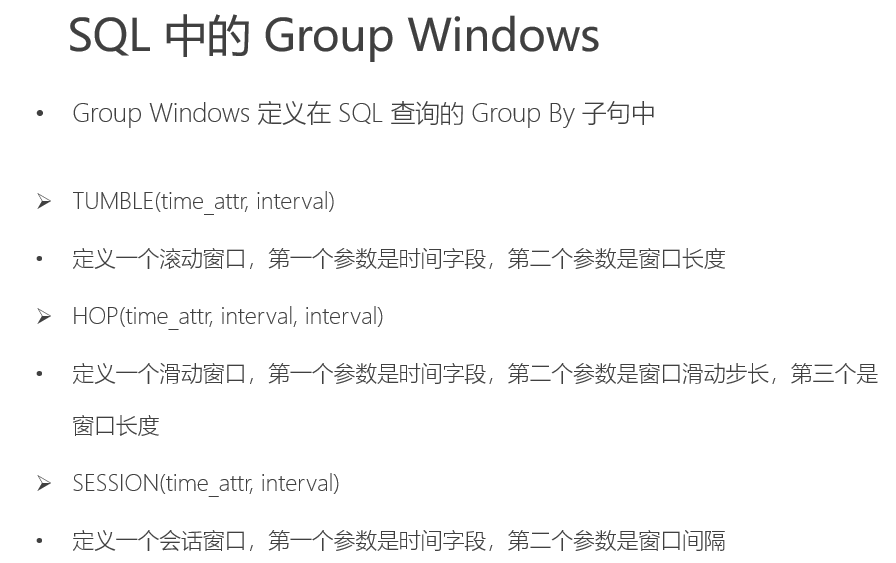 SQL 中的 Group Windows
• Group Windows 定义在 SQL 查询的 Group By 子句中
➢ TUMBLE(time_attr, interval)
• 定义一个滚动窗口，第一个参数是时间字段，第二个参数是窗口长度
➢ HOP(time_attr, interval, interval)
• 定义一个滑动窗口，第一个参数是时间字段，第二个参数是窗口滑动步长，第三个是
窗口长度
➢ SESSION(time_attr, interval)
• 定义一个会话窗口，第一个参数是时间字段，第二个参数是窗口间隔